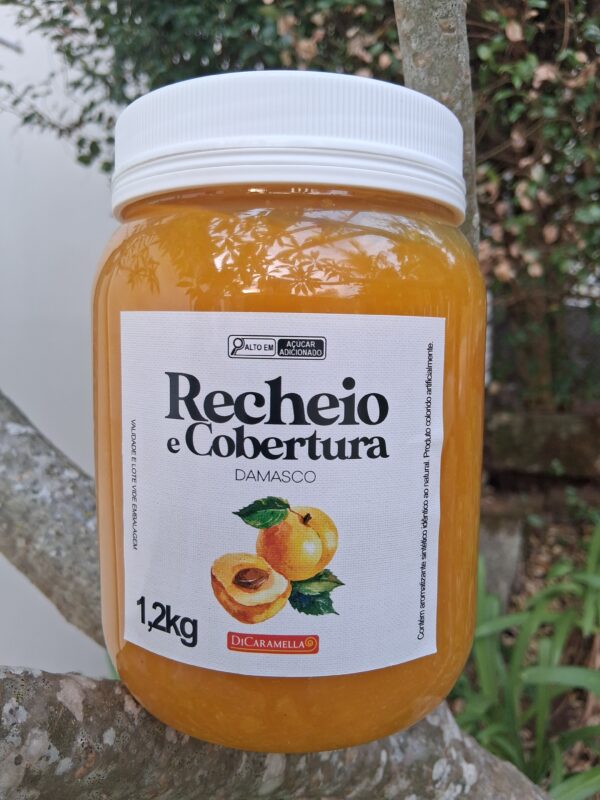 ALTO EM
AÇÚCAR
ADICIONADO
Recheio
e Cobertura
DAMASCO
VALIDADE E LOTE VIDE EMBALAGEM
Contém aromatizante sintético idêntico ao natural. Produto colorido artificialmente.
1,2kg
DICARAMELLA